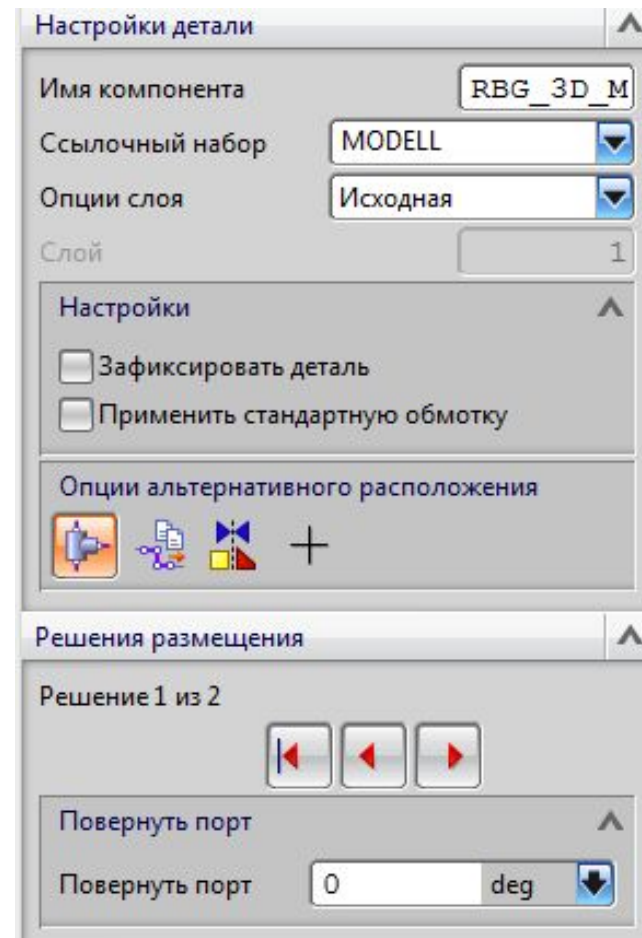 Настройки детали
Имя компонента RBG_3D_M
Ссылочный набор MODELL
Опции слоя Исходная
Слой 1
Настройки
Зафиксировать деталь
Применить стандартную обмотку
Опции альтернативного расположения
Решения размещения
Решение 1 из 2
Повернуть порт
Повернуть порт 0 deg